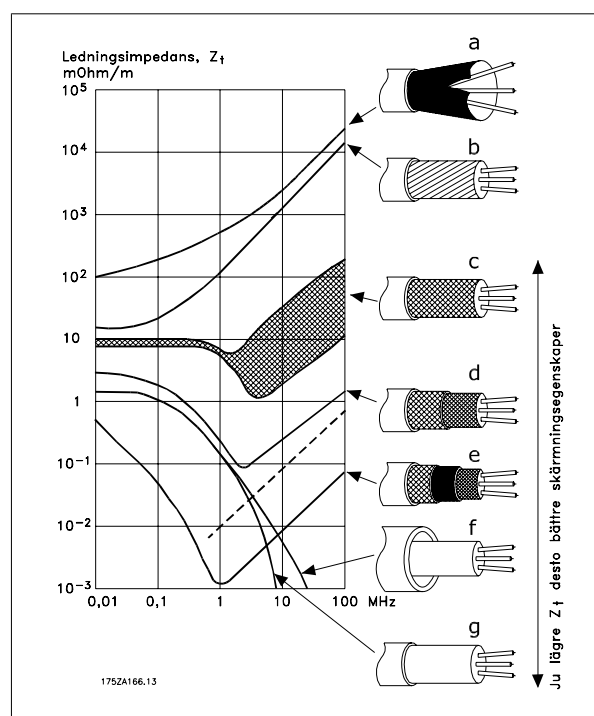 Ledningsimpedans, Zt
mOhm/m
10⁵
10⁴
10³
10²
10
1
10⁻¹
10⁻²
10⁻³
0,01
0,1
1
10
100
MHz
a
b
c
d
e
f
g
Ju lägre Zt desto bättre skärmningsegenskaper
175ZA166.13